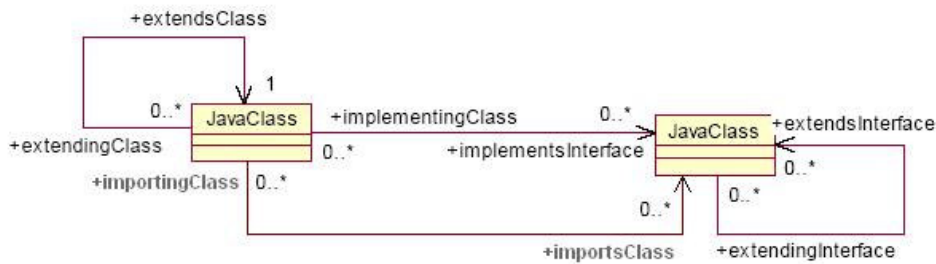 +extendsClass
1
0..*
JavaClass
+implementingClass
0..*
JavaClass
+extendsInterface
+extendingClass
0..*
+implementsInterface
0..*
+importingClass
0..*
0..*
0..*
+importsClass
+extendingInterface